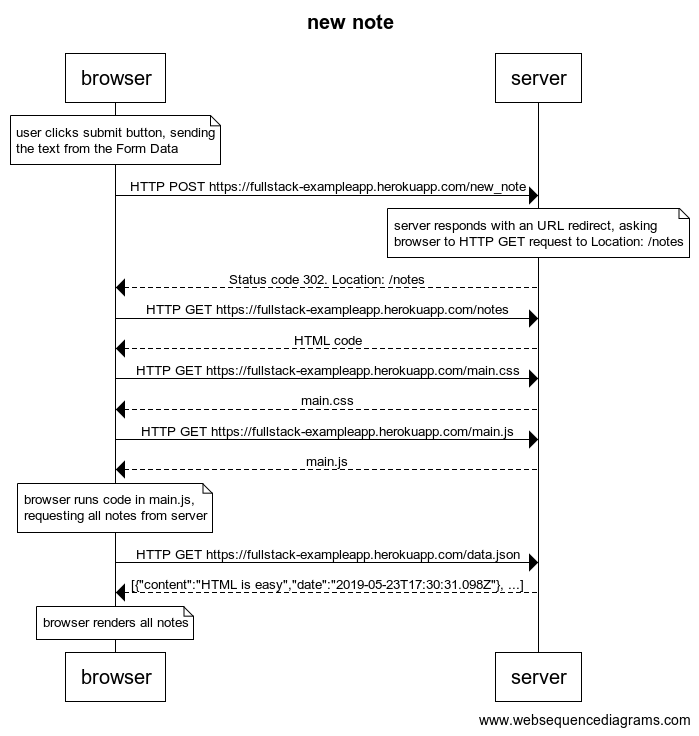 new note
browser
server
user clicks submit button, sending
the text from the Form Data
HTTP POST https://fullstack-exampleapp.herokuapp.com/new_note
server responds with an URL redirect, asking
browser to HTTP GET request to Location: /notes
Status code 302. Location: /notes
HTTP GET https://fullstack-exampleapp.herokuapp.com/notes
HTML code
HTTP GET https://fullstack-exampleapp.herokuapp.com/main.css
main.css
HTTP GET https://fullstack-exampleapp.herokuapp.com/main.js
main.js
browser runs code in main.js,
requesting all notes from server
HTTP GET https://fullstack-exampleapp.herokuapp.com/data.json
[{"content":"HTML is easy","date":"2019-05-23T17:30:31.098Z"}, ...]
browser renders all notes
browser
server
www.websequencediagrams.com